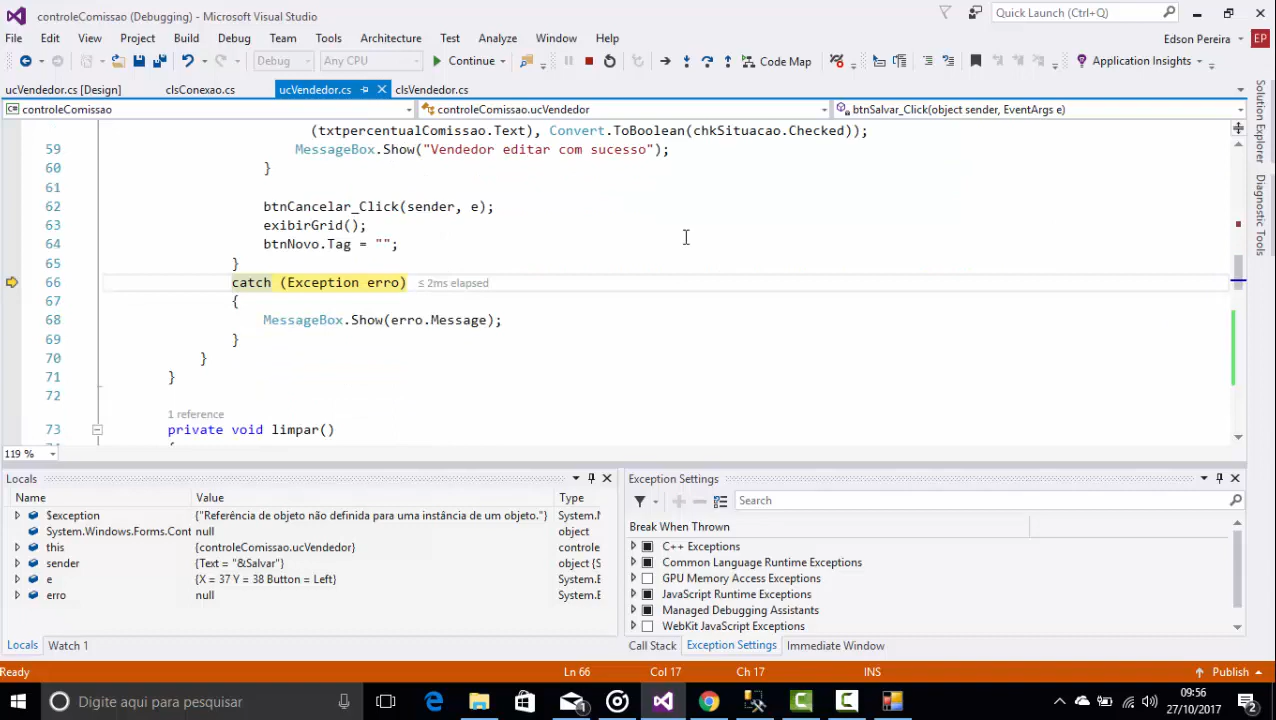 controleComissao (Debugging) - Microsoft Visual Studio
Quick Launch (Ctrl+Q)
File Edit View Project Build Debug Team Tools Architecture Test Analyze Window Help
Edson Pereira EP
Debug Any CPU Continue Code Map Application Insights
ucVendedor.cs [Design] clsConexao.cs ucVendedor.cs clsVendedor.cs
controleComissao controleComissao.ucVendedor btnSalvar_Click(object sender, EventArgs e)
(txtpercentualComissao.Text), Convert.ToBoolean(chkSituacao.Checked));
59 MessageBox.Show("Vendedor editar com sucesso");
60 }
61
62 btnCancelar_Click(sender, e);
63 exibirGrid();
64 btnNovo.Tag = "";
65 }
66 catch (Exception erro) ≤ 2ms elapsed
67 {
68 MessageBox.Show(erro.Message);
69 }
70 }
71 }
72
1 reference
73 private void limpar()
Solution Explorer
Diagnostic Tools
119 %
Locals
Name Value Type
$exception {"Referência de objeto não definida para uma instância de um objeto."} System.N
System.Windows.Forms.Cont null object
this {controleComissao.ucVendedor} controle
sender {Text = "&Salvar"} object {S
e {X = 37 Y = 38 Button = Left} System.E
erro null System.E
Locals Watch 1
Exception Settings
Search
Break When Thrown
C++ Exceptions
Common Language Runtime Exceptions
GPU Memory Access Exceptions
JavaScript Runtime Exceptions
Managed Debugging Assistants
WebKit JavaScript Exceptions
Call Stack Exception Settings Immediate Window
Ready Ln 66 Col 17 Ch 17 INS Publish
Digite aqui para pesquisar
09:56
27/10/2017
1
2